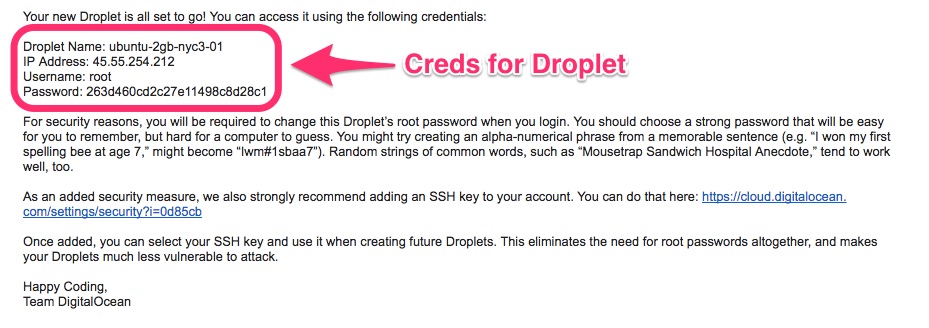 Your new Droplet is all set to go! You can access it using the following credentials:
Droplet Name: ubuntu-2gb-nyc3-01
IP Address: 45.55.254.212
Username: root
Password: 263d460cd2c27e11498c8d28c1
Creds for Droplet
For security reasons, you will be required to change this Droplet’s root password when you login. You should choose a strong password that will be easy
for you to remember, but hard for a computer to guess. You might try creating an alpha-numerical phrase from a memorable sentence (e.g. “I won my first
spelling bee at age 7,” might become “Iwm#1sbaa7”). Random strings of common words, such as “Mousetrap Sandwich Hospital Anecdote,” tend to work
well, too.
As an added security measure, we also strongly recommend adding an SSH key to your account. You can do that here: https://cloud.digitalocean.
com/settings/security?i=0d85cb
Once added, you can select your SSH key and use it when creating future Droplets. This eliminates the need for root passwords altogether, and makes
your Droplets much less vulnerable to attack.
Happy Coding,
Team DigitalOcean